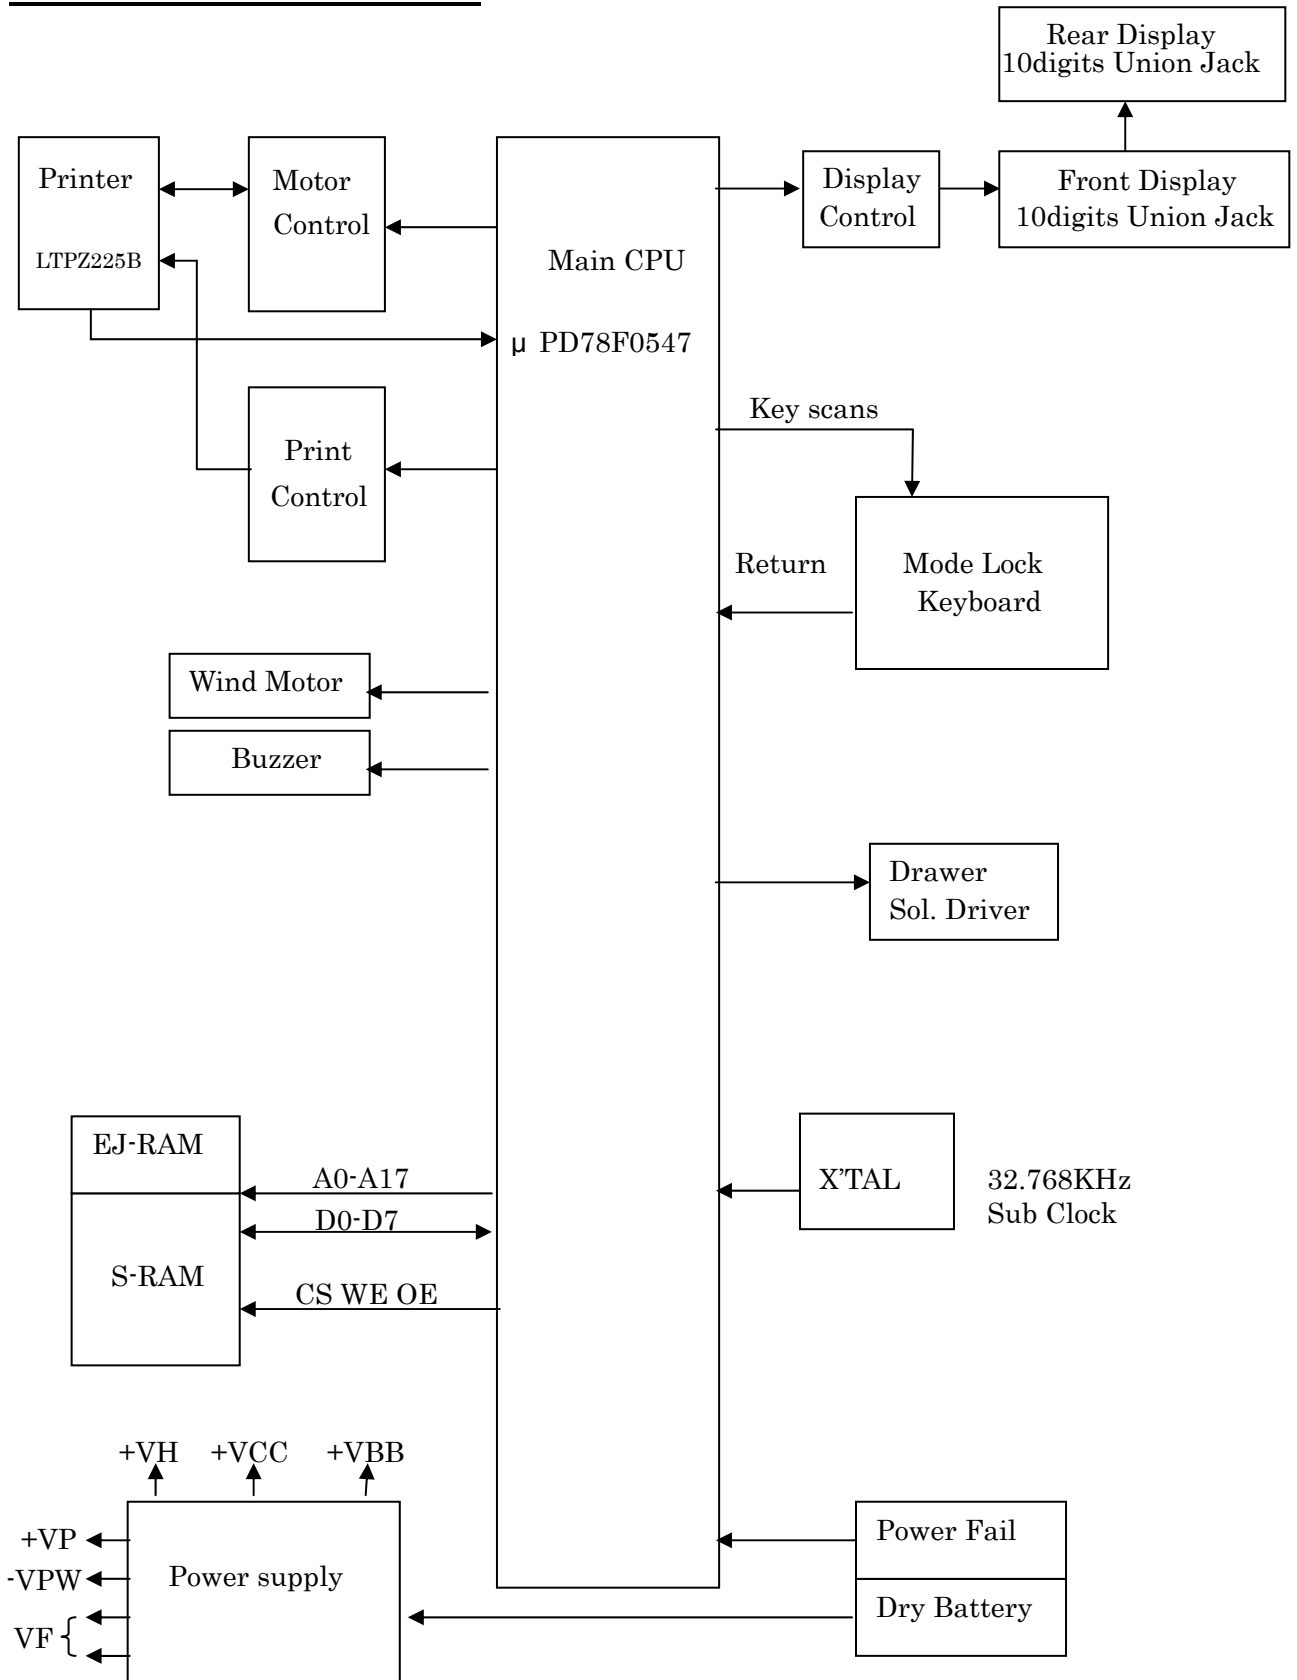 Rear Display
10digits Union Jack
Printer
LTPZ225B
Motor
Control
Main CPU
μ PD78F0547
Display
Control
Front Display
10digits Union Jack
Print
Control
Key scans
Return
Mode Lock
Keyboard
Wind Motor
Buzzer
Drawer
Sol. Driver
EJ-RAM
S-RAM
A0-A17
D0-D7
CS WE OE
X'TAL
32.768KHz
Sub Clock
+VH +VCC +VBB
+VP
-VPW
VF
Power supply
Power Fail
Dry Battery